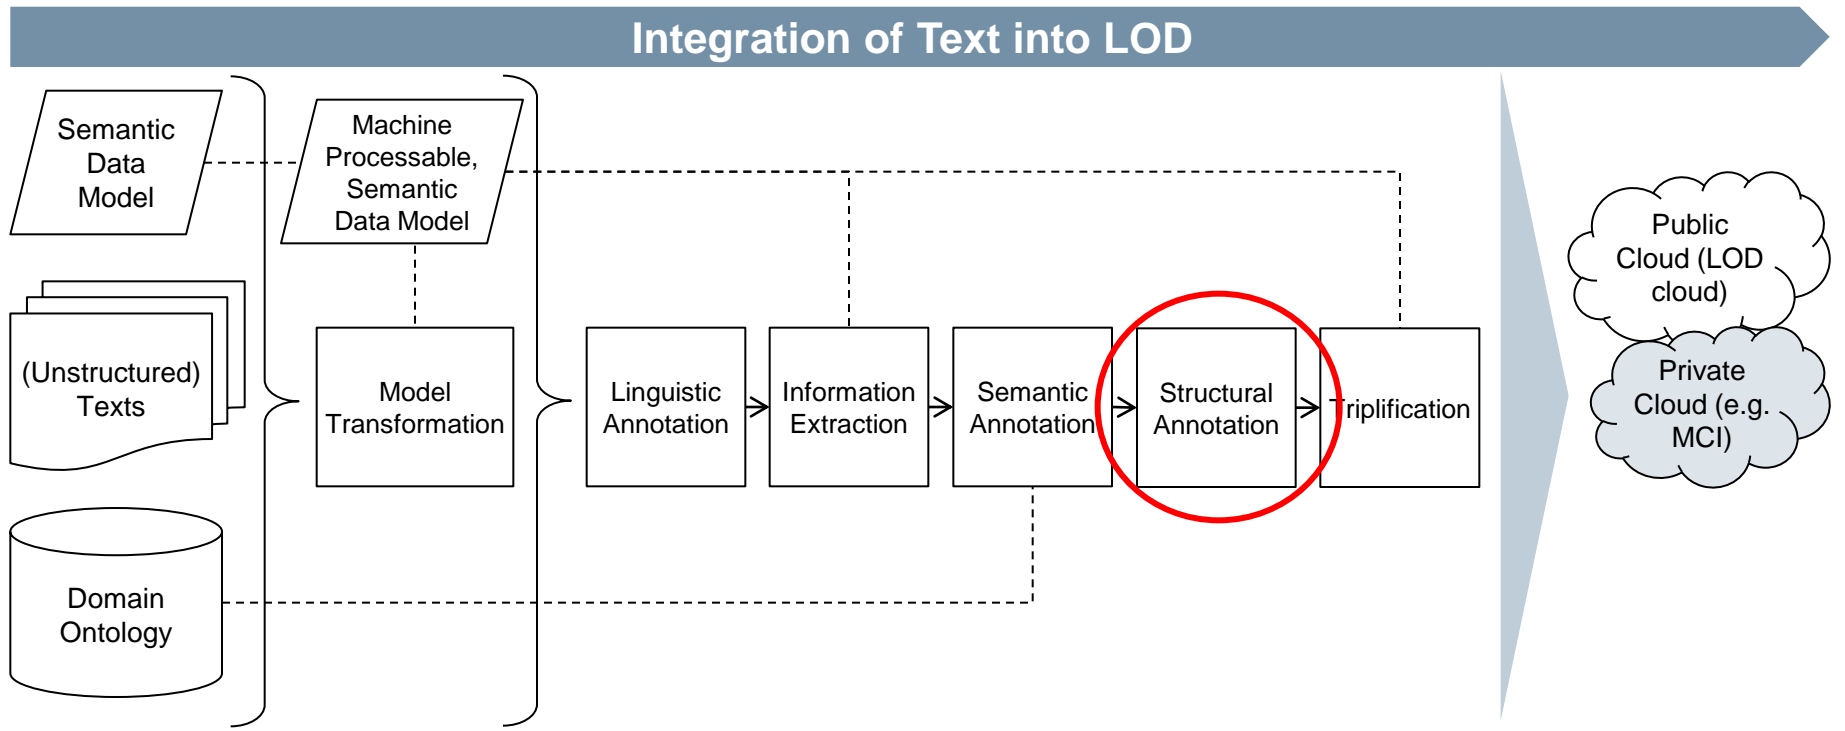 Integration of Text into LOD
Semantic
Data
Model
Machine
Processable,
Semantic
Data Model
(Unstructured)
Texts
Model
Transformation
Linguistic
Annotation
Information
Extraction
Semantic
Annotation
Structural
Annotation
Triplification
Domain
Ontology
Public
Cloud (LOD
cloud)
Private
Cloud (e.g.
MCI)